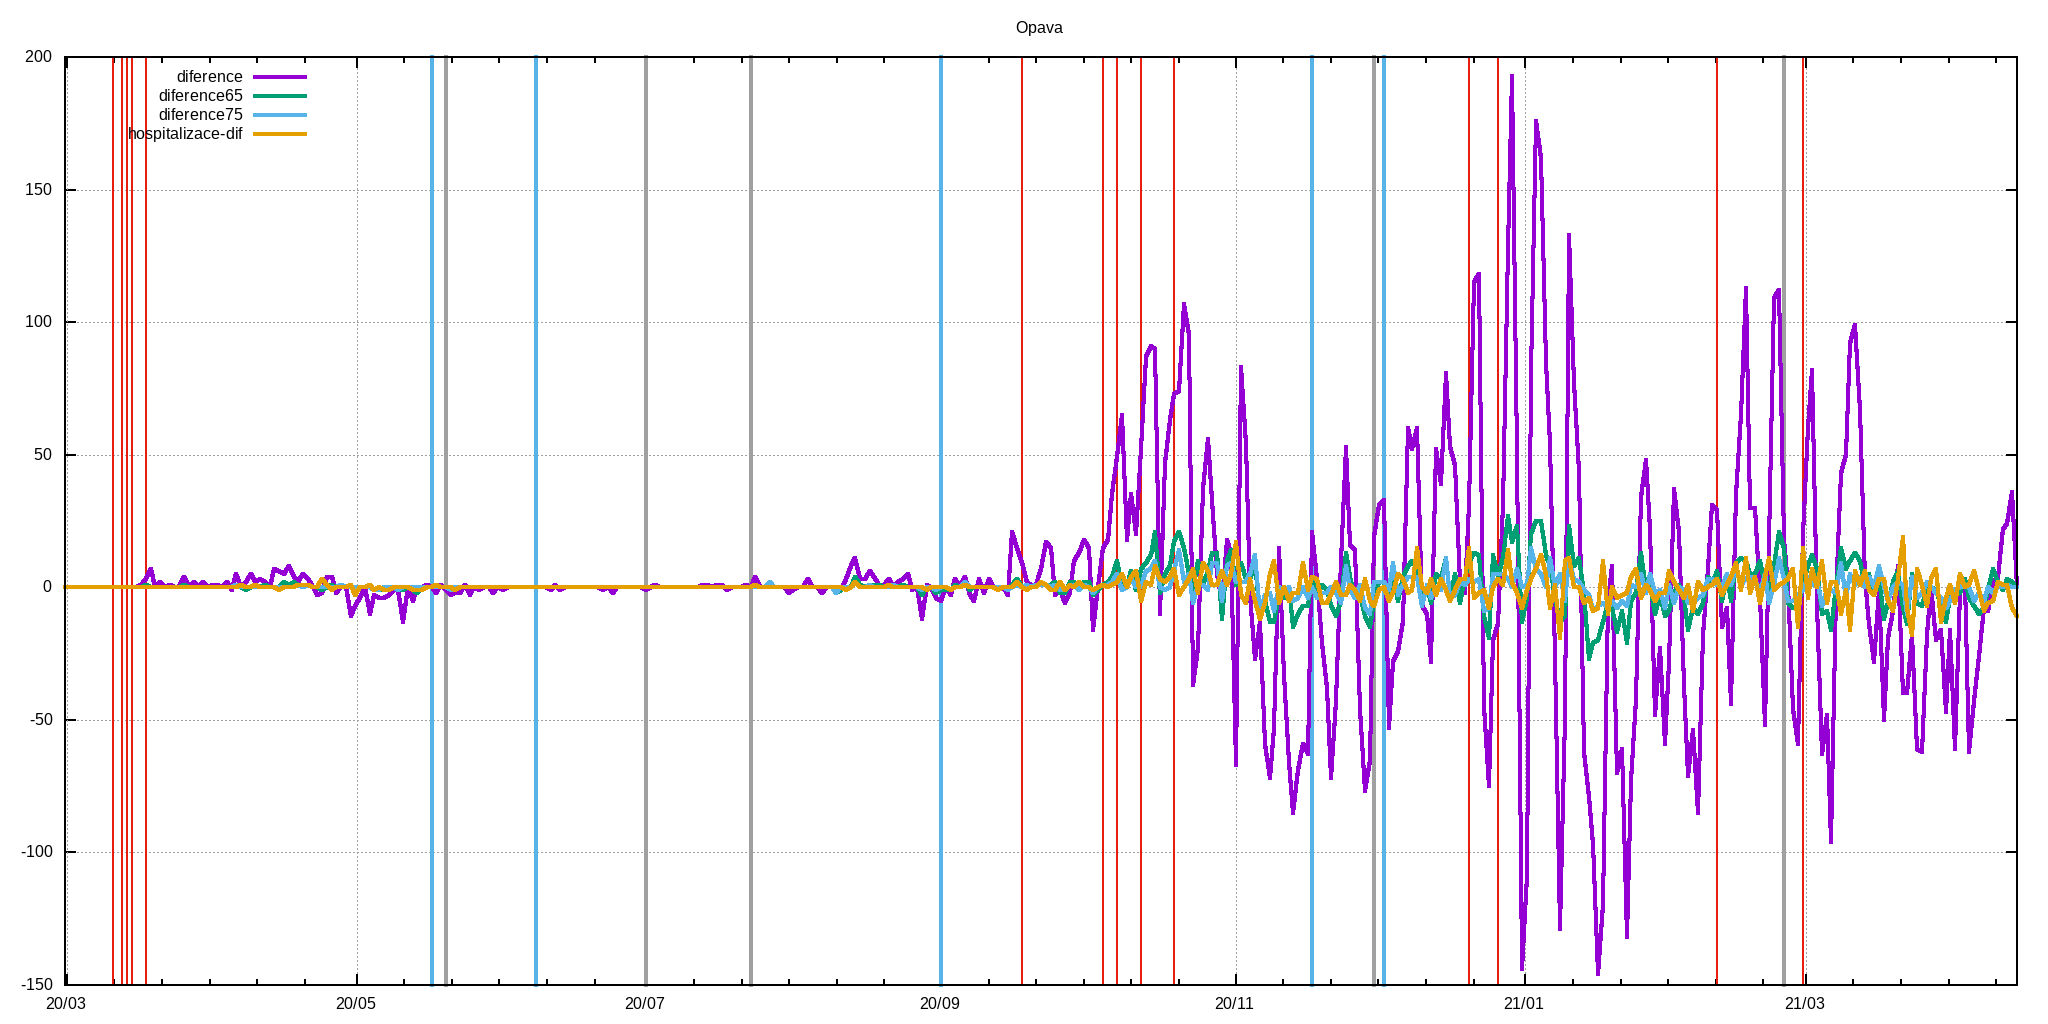 Opava
200
diference
diference65
diference75
hospitalizace-dif
150
100
50
0
-50
-100
-150
20/03 20/05 20/07 20/09 20/11 21/01 21/03